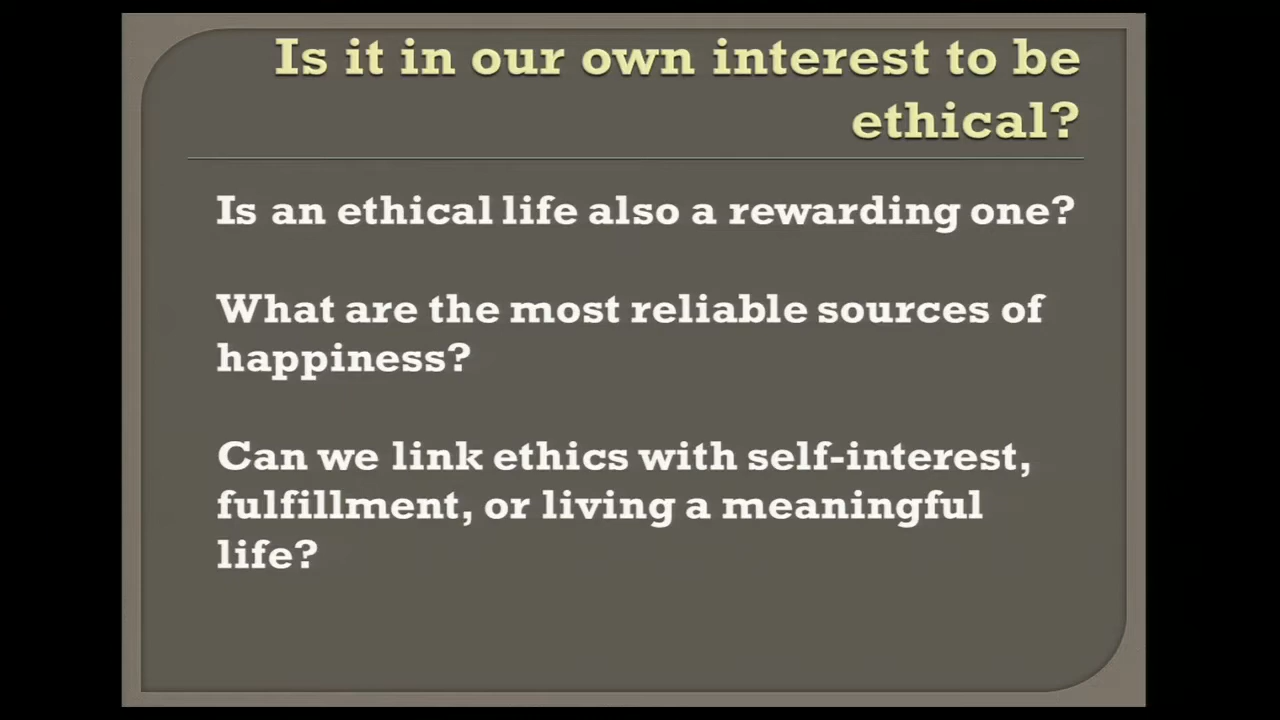 Is it in our own interest to be
ethical?
Is an ethical life also a rewarding one?
What are the most reliable sources of
happiness?
Can we link ethics with self-interest,
fulfillment, or living a meaningful
life?